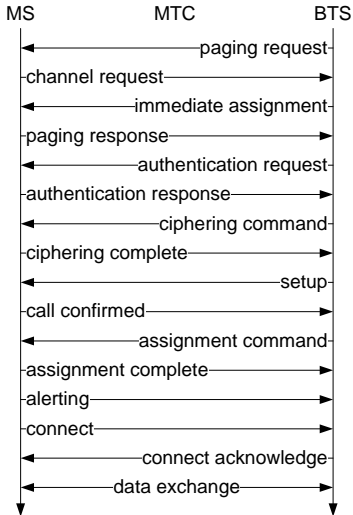 MS MTC BTS
paging request
channel request
immediate assignment
paging response
authentication request
authentication response
ciphering command
ciphering complete
setup
call confirmed
assignment command
assignment complete
alerting
connect
connect acknowledge
data exchange